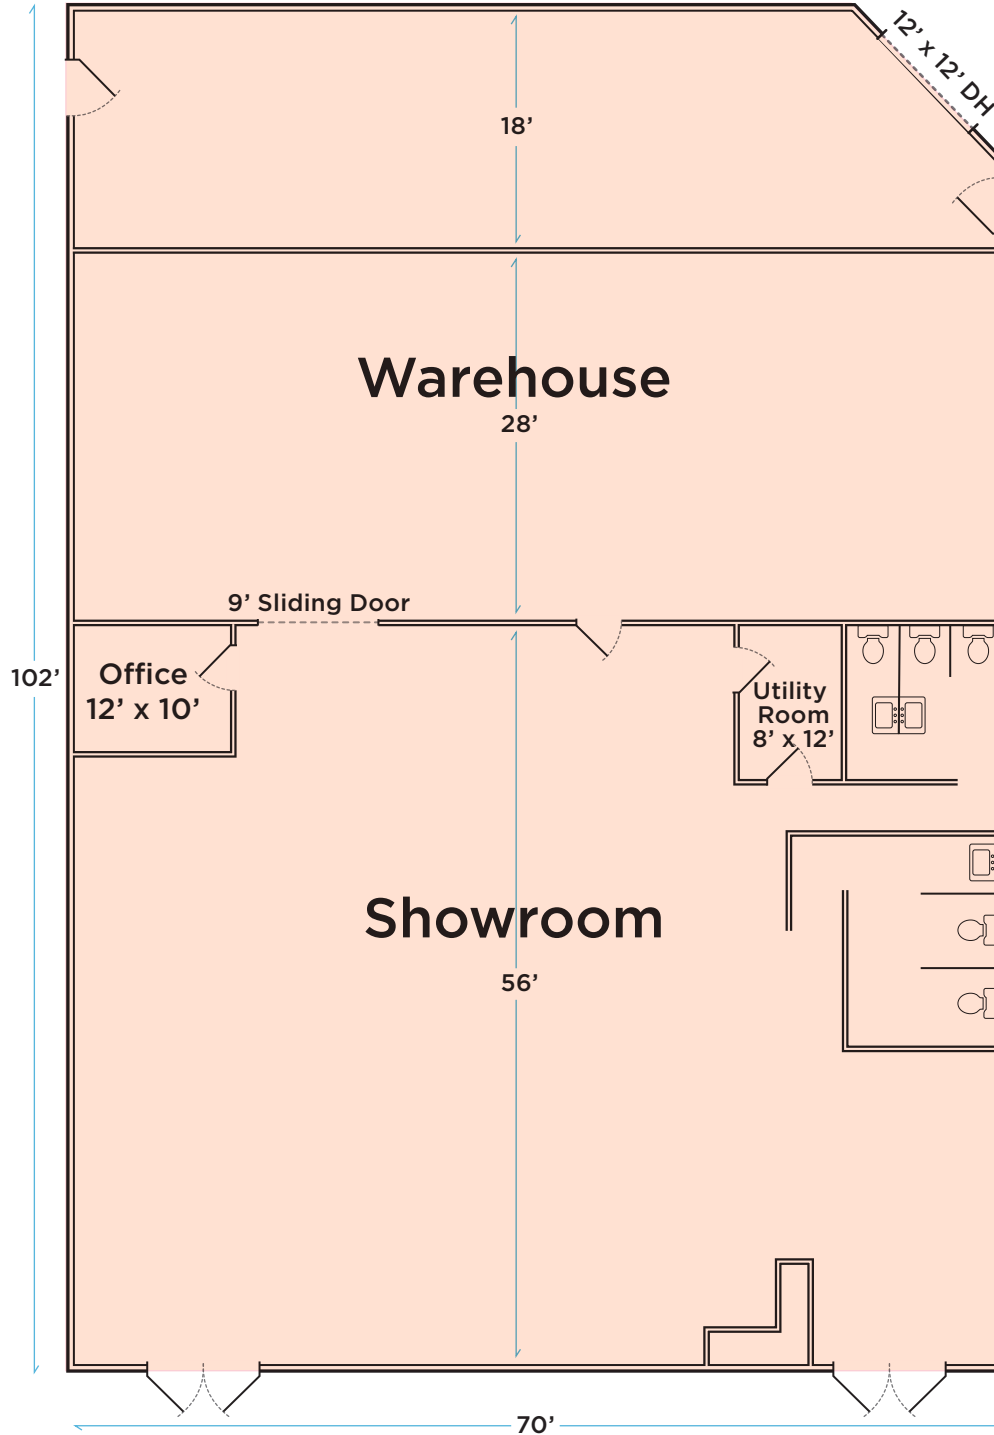 12’ x 12’ DH
18’
Warehouse
28’
9’ Sliding Door
102’
Office
12’ x 10’
Utility
Room
8’ x 12’
Showroom
56’
70’